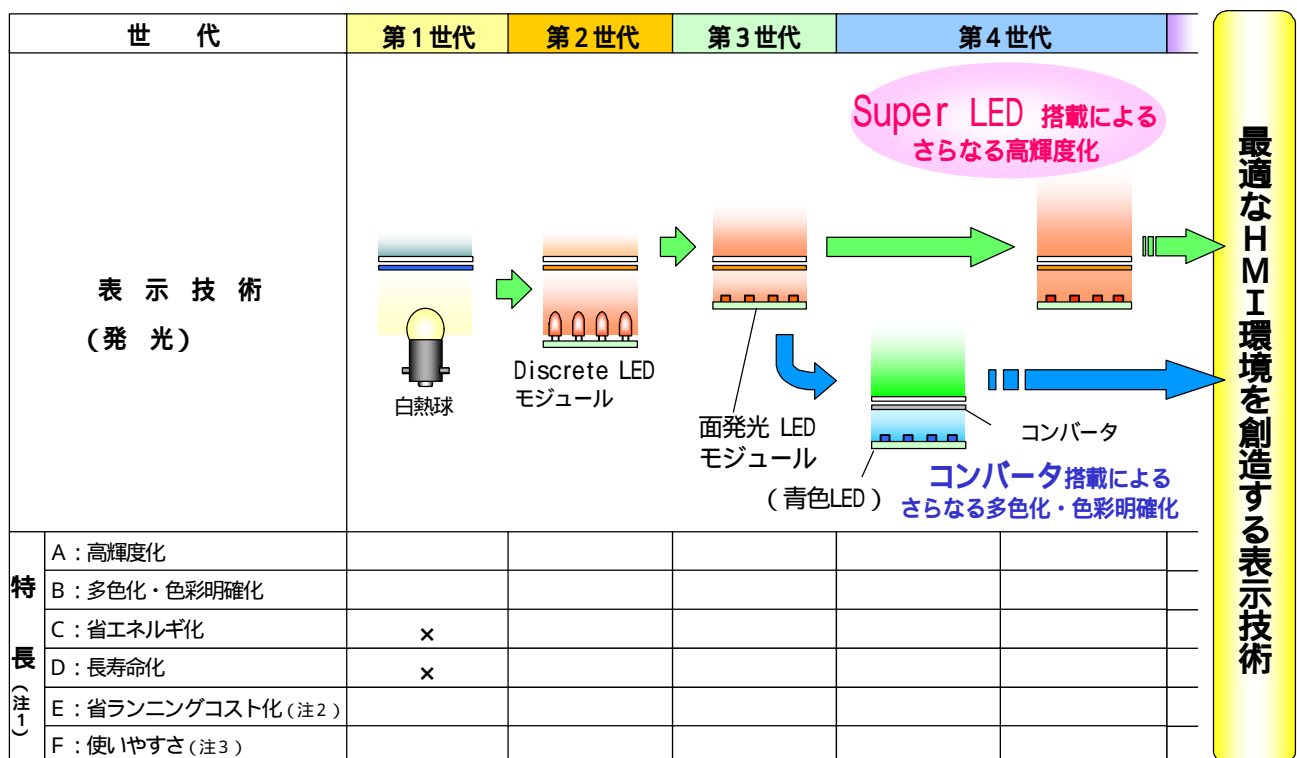 世 代
第1世代
第2世代
第3世代
第4世代
表 示 技 術
(発 光)
Super LED 搭載による
さらなる高輝度化
白熱球
Discrete LED
モジュール
面発光 LED
モジュール
(青色LED)
コンバータ
コンバータ搭載による
さらなる多色化・色彩明確化
特 長 (注1)
A:高輝度化
B:多色化・色彩明確化
C:省エネルギ化 ×
D:長寿命化 ×
E:省ランニングコスト化(注2)
F:使いやすさ(注3)
最適なHMI環境を創造する表示技術